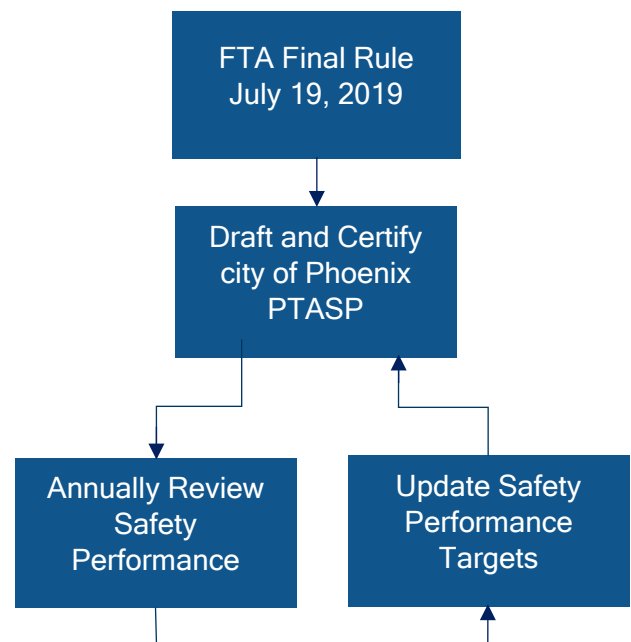 FTA Final Rule
July 19, 2019
Draft and Certify
city of Phoenix
PTASP
Annually Review
Safety
Performance
Update Safety
Performance
Targets